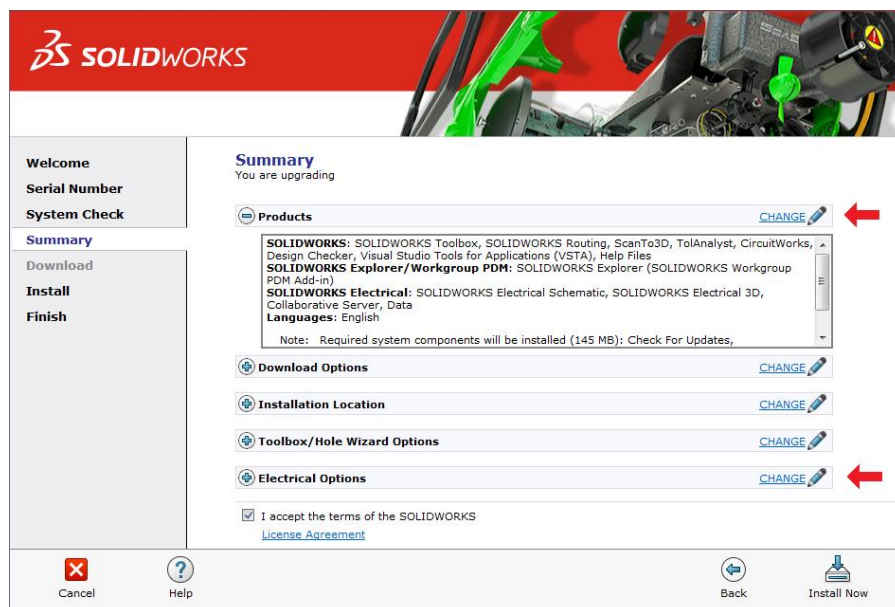 SOLIDWORKS
Welcome
Serial Number
System Check
Summary
Download
Install
Finish
Summary
You are upgrading
Products CHANGE
SOLIDWORKS: SOLIDWORKS Toolbox, SOLIDWORKS Routing, ScanTo3D, TolAnalyst, CircuitWorks,
Design Checker, Visual Studio Tools for Applications (VSTA), Help Files
SOLIDWORKS Explorer/Workgroup PDM: SOLIDWORKS Explorer (SOLIDWORKS Workgroup
PDM Add-in)
SOLIDWORKS Electrical: SOLIDWORKS Electrical Schematic, SOLIDWORKS Electrical 3D,
Collaborative Server, Data
Languages: English
Note: Required system components will be installed (145 MB): Check For Updates,
Download Options CHANGE
Installation Location CHANGE
Toolbox/Hole Wizard Options CHANGE
Electrical Options CHANGE
I accept the terms of the SOLIDWORKS
License Agreement
Cancel Help Back Install Now